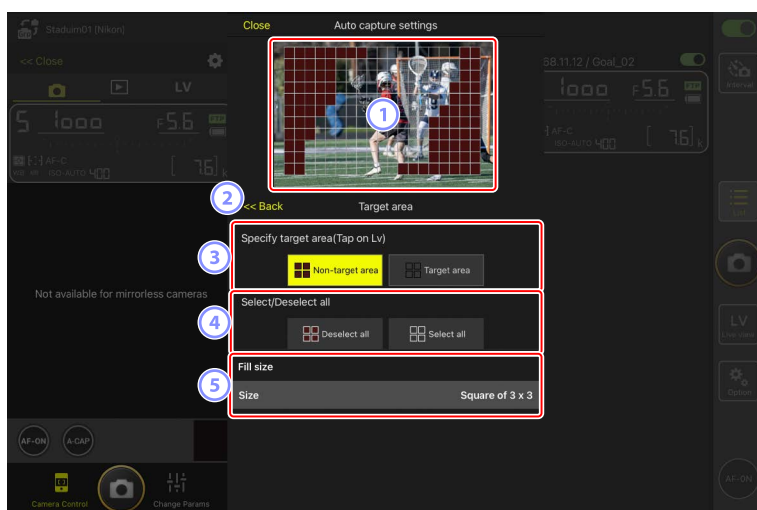 Staduim01 [Nikon]
Close
Auto capture settings
<< Close
LV
58.11.12 / Goal_02
1
5 1000 F5.6
1000 F5.6
Interval
AF-C
ISO-AUTO
[ 76] k
AF-C
ISO-AUTO
[ 76] k
2
<< Back
Target area
List
Specify target area(Tap on Lv)
3
Non-target area
Target area
Not available for mirrorless cameras
Select/Deselect all
4
Deselect all
Select all
LV
Live view
Fill size
5
Size
Square of 3 x 3
Option
AF-ON
A-CAP
Camera Control
Change Params
AF-ON